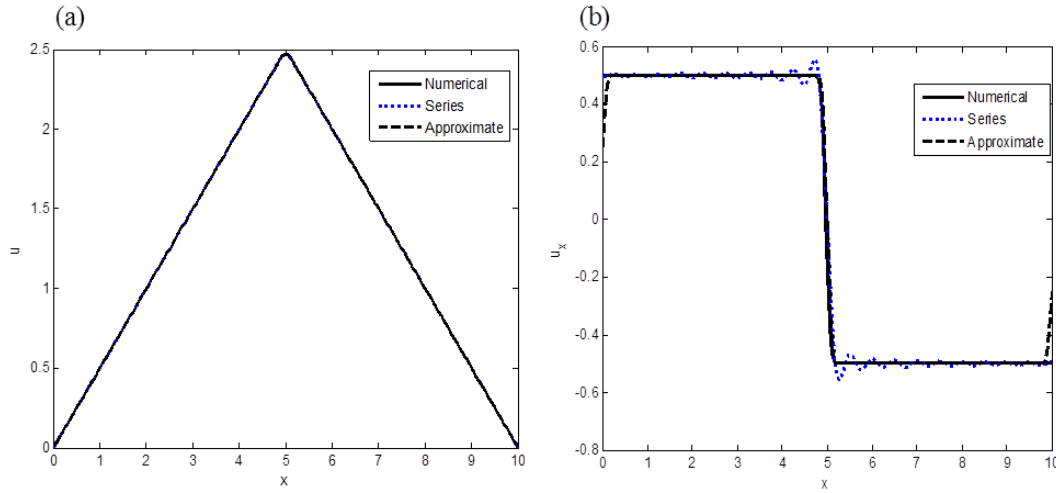 (a)
2.5
2
1.5
1
0.5
0
u
Numerical
Series
Approximate
0 1 2 3 4 5 6 7 8 9 10
x
(b)
0.6
0.4
0.2
0
-0.2
-0.4
-0.6
-0.8
u_x
Numerical
Series
Approximate
0 1 2 3 4 5 6 7 8 9 10
x